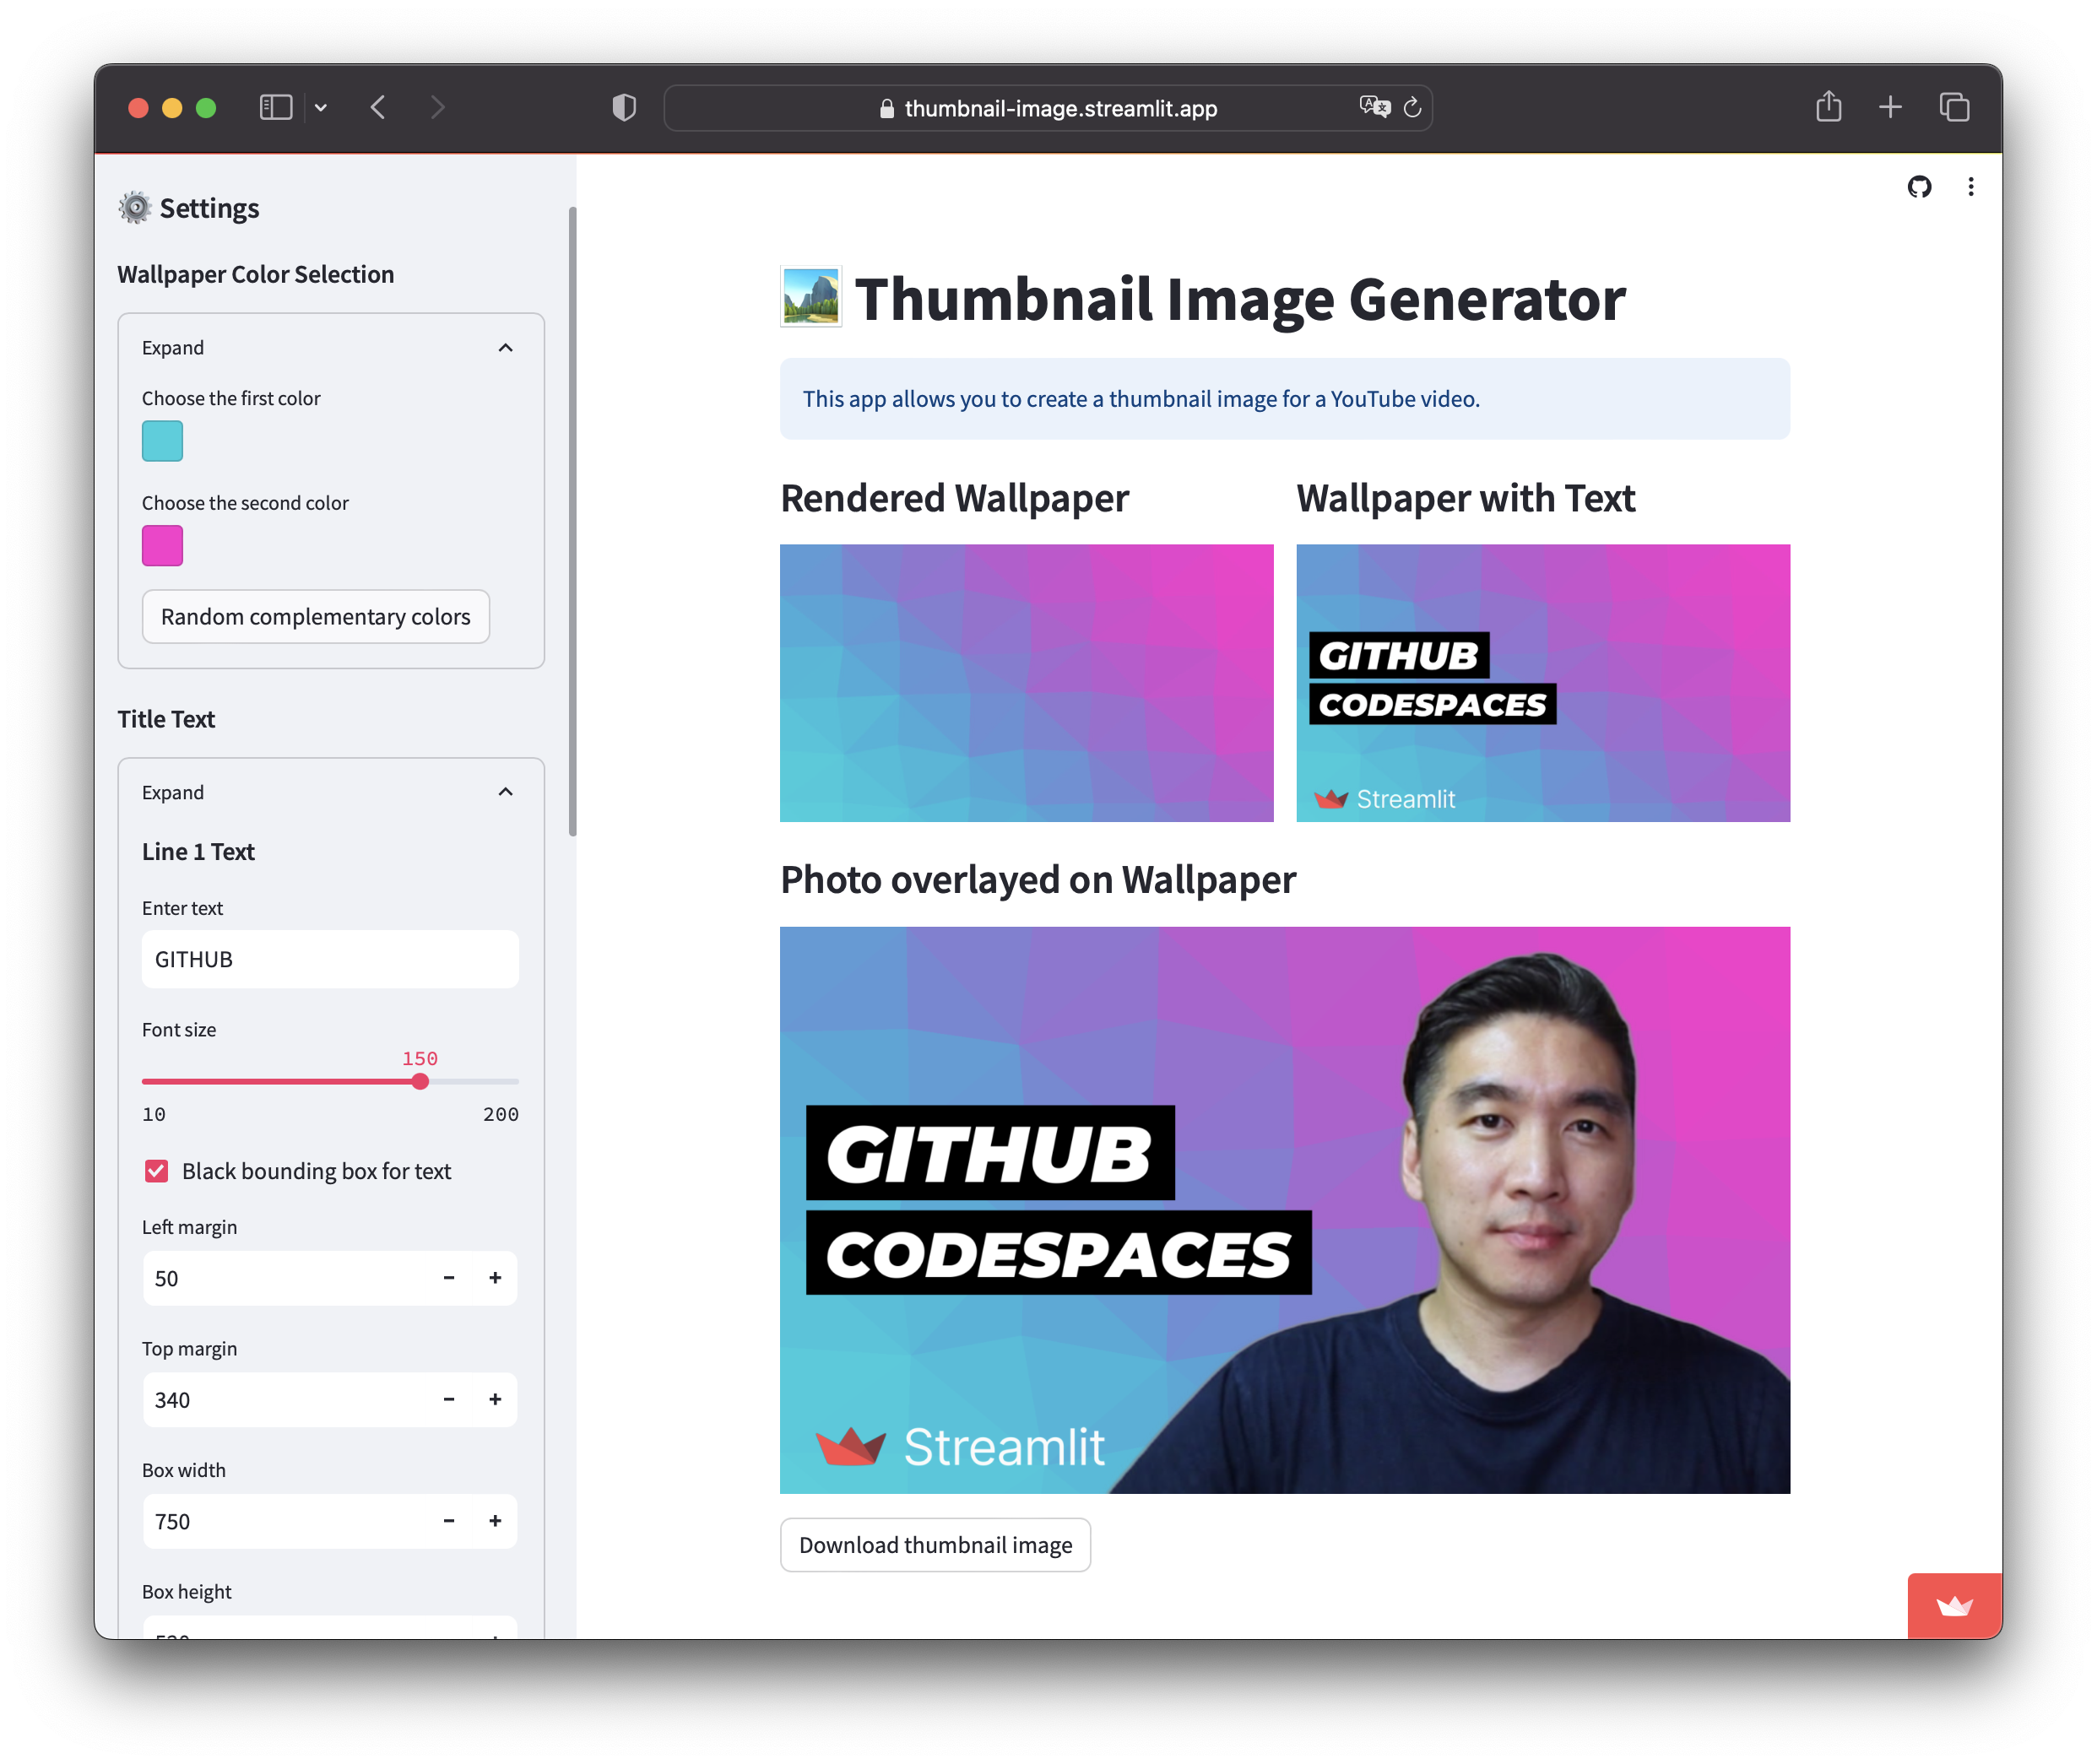 thumbnail-image.streamlit.app
Settings
Wallpaper Color Selection
Expand
Choose the first color
Choose the second color
Random complementary colors
Title Text
Expand
Line 1 Text
Enter text
GITHUB
Font size
150
10 200
Black bounding box for text
Left margin
50 - +
Top margin
340 - +
Box width
750 - +
Box height
Thumbnail Image Generator
This app allows you to create a thumbnail image for a YouTube video.
Rendered Wallpaper
Wallpaper with Text
GITHUB
CODESPACES
Streamlit
Photo overlayed on Wallpaper
GITHUB
CODESPACES
Streamlit
Download thumbnail image